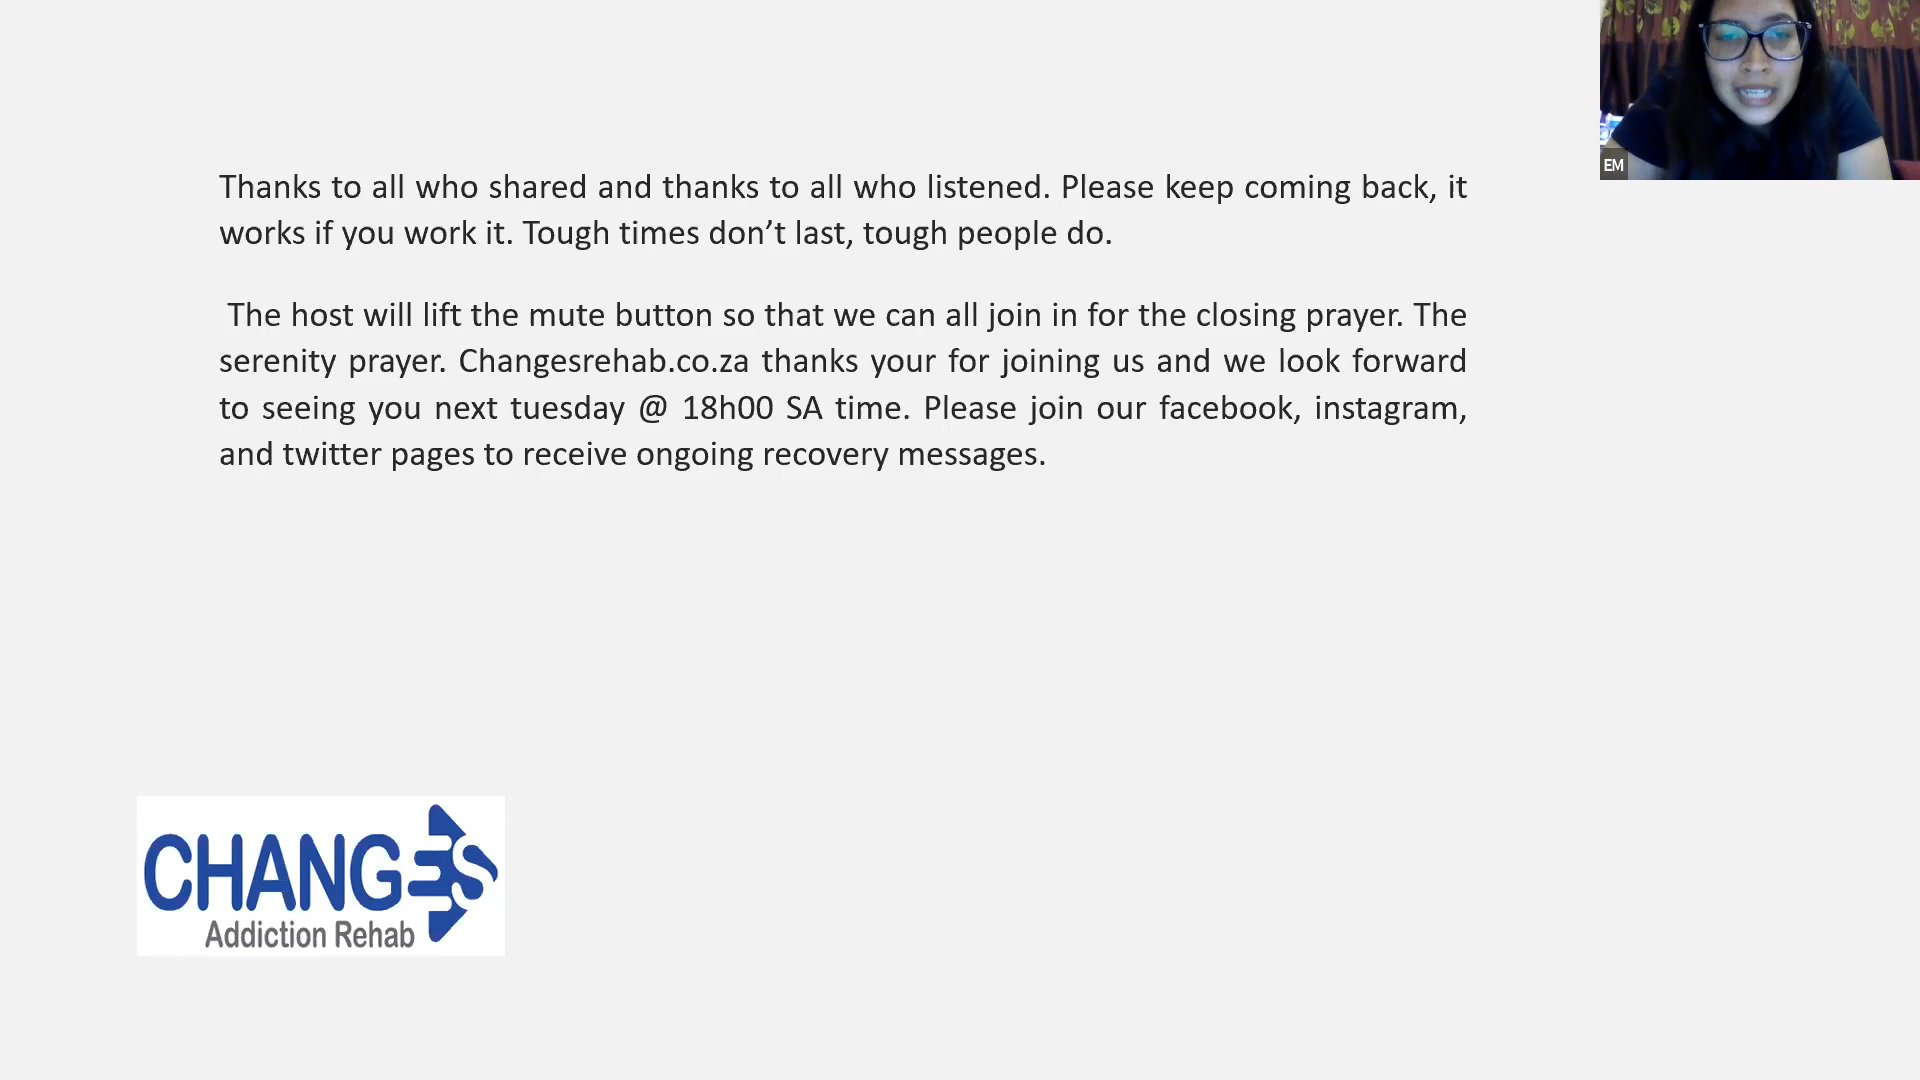 EM
Thanks to all who shared and thanks to all who listened. Please keep coming back, it
works if you work it. Tough times don’t last, tough people do.
The host will lift the mute button so that we can all join in for the closing prayer. The
serenity prayer. Changesrehab.co.za thanks your for joining us and we look forward
to seeing you next tuesday @ 18h00 SA time. Please join our facebook, instagram,
and twitter pages to receive ongoing recovery messages.
CHANGES
Addiction Rehab